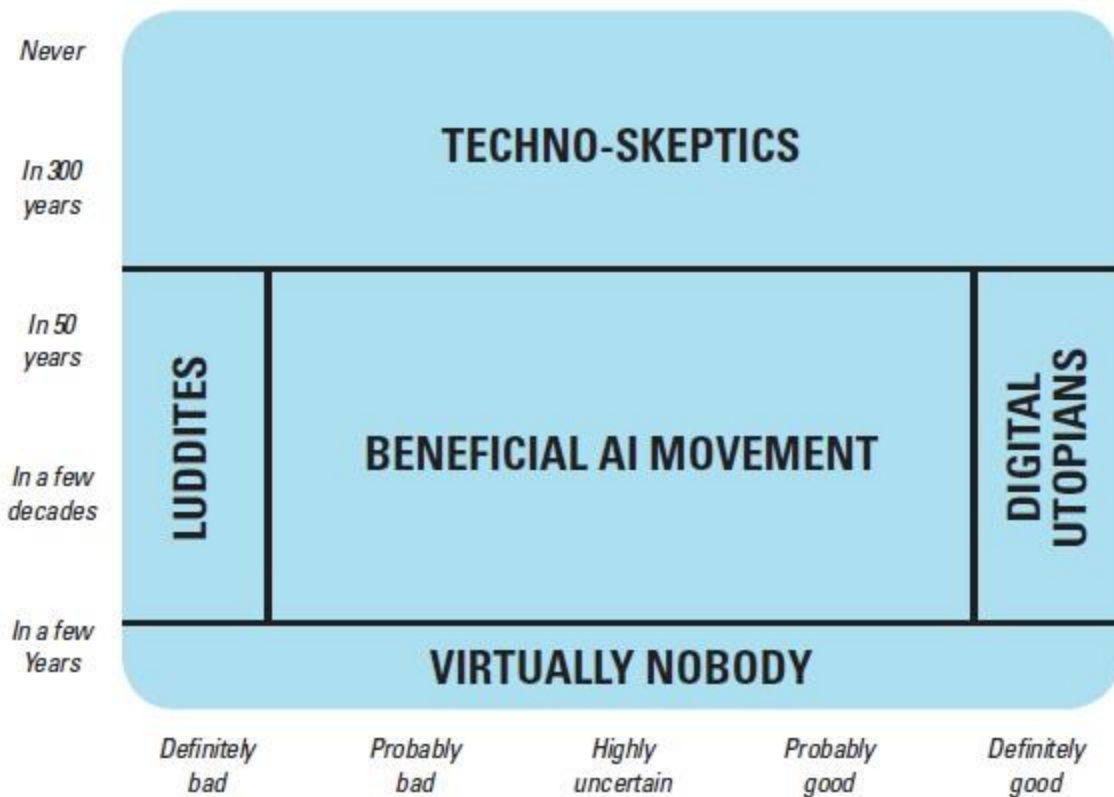 Never
TECHNO-SKEPTICS
In 300
years
In 50
years
LUDDITES
BENEFICIAL AI MOVEMENT
DIGITAL
UTOPIANS
In a few
decades
In a few
Years
VIRTUALLY NOBODY
Definitely
bad
Probably
bad
Highly
uncertain
Probably
good
Definitely
good